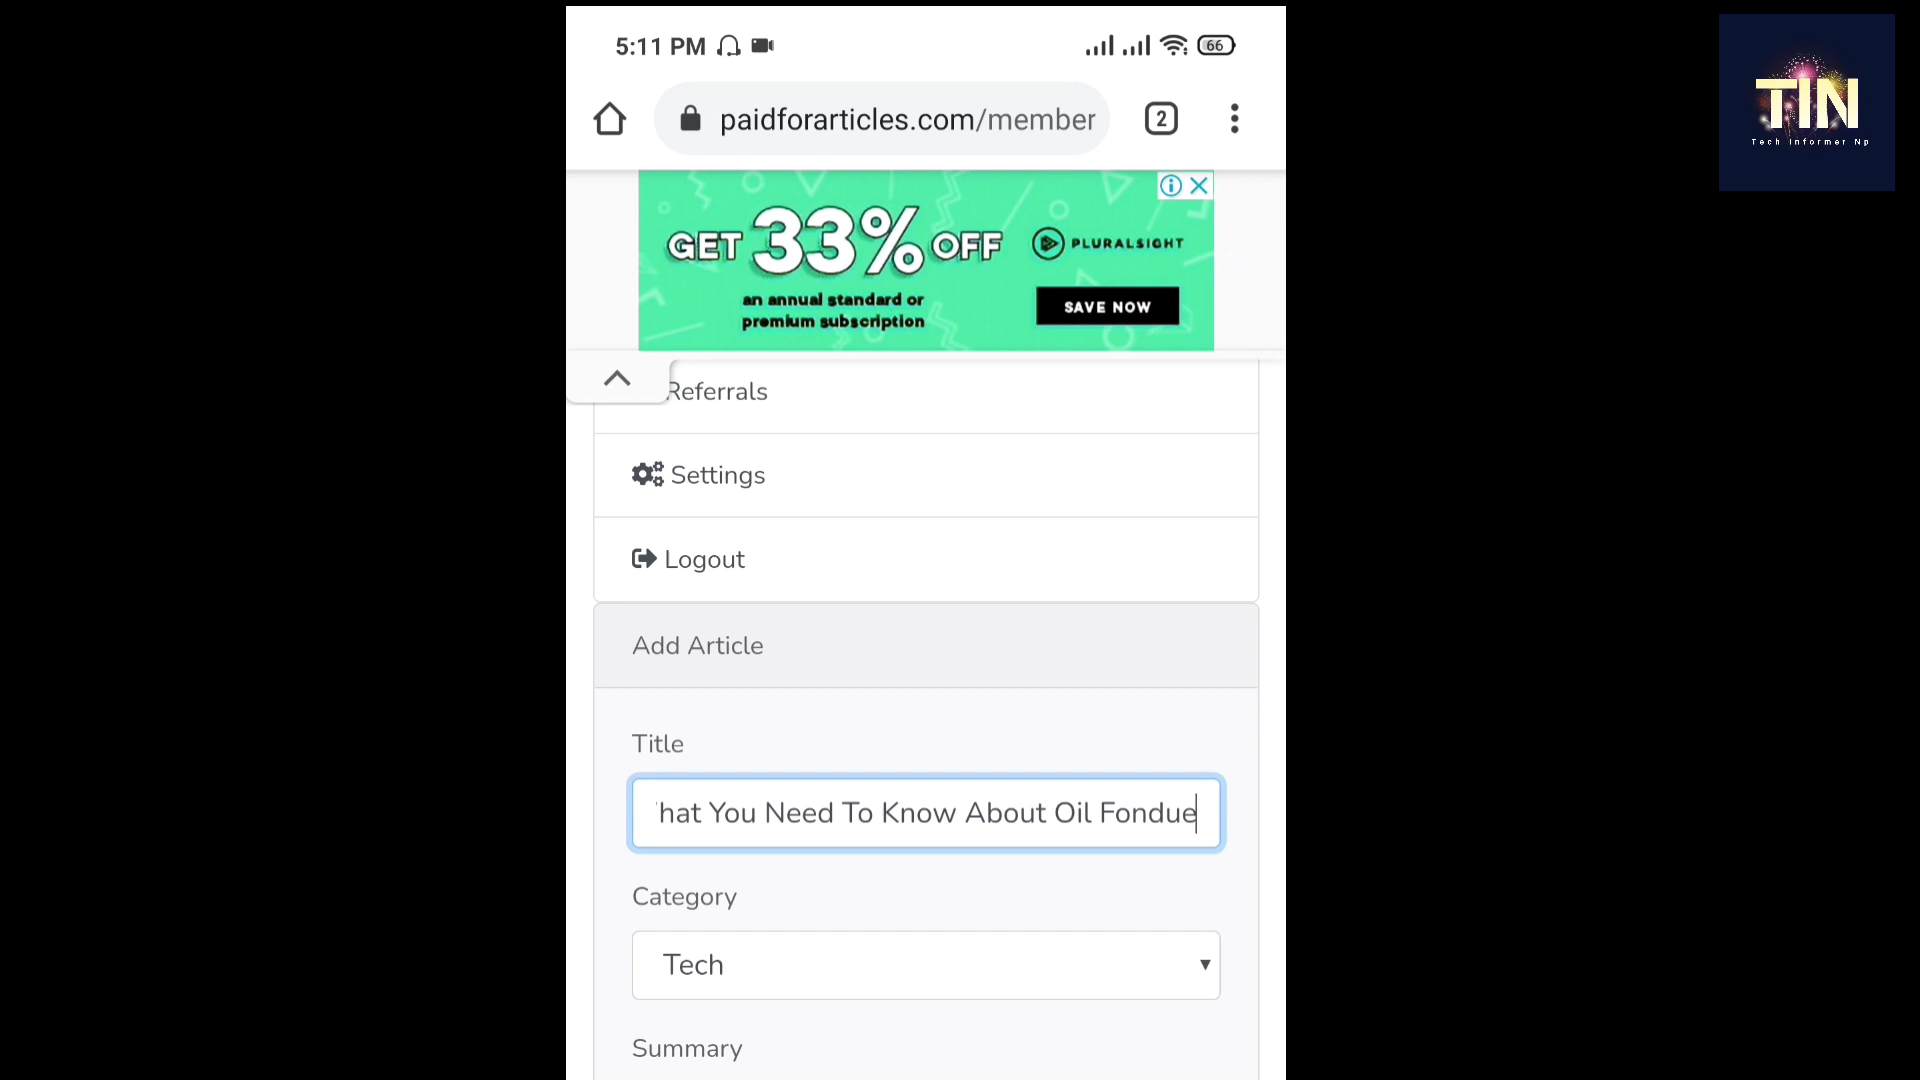 5:11 PM
66
paidforarticles.com/member
2
TIN
Tech Informer Np
GET 33% OFF
PLURALSIGHT
an annual standard or
premium subscription
SAVE NOW
Referrals
Settings
Logout
Add Article
Title
hat You Need To Know About Oil Fondue
Category
Tech
Summary